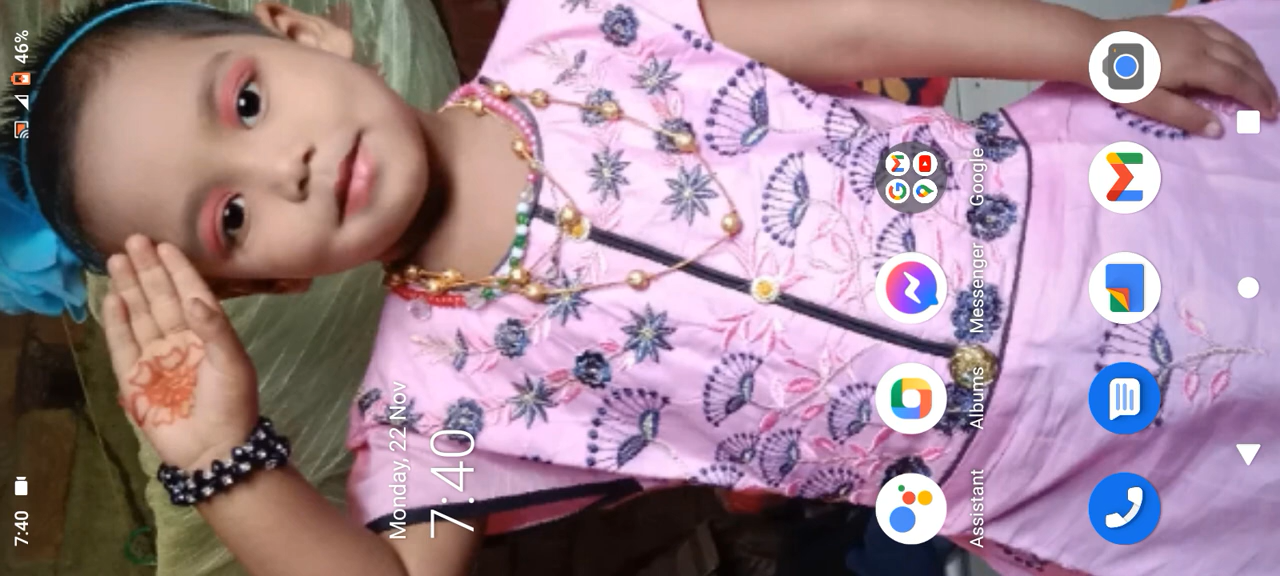 7:40
46%
Monday, 22 Nov
7:40
Assistant
Albums
Messenger
Google